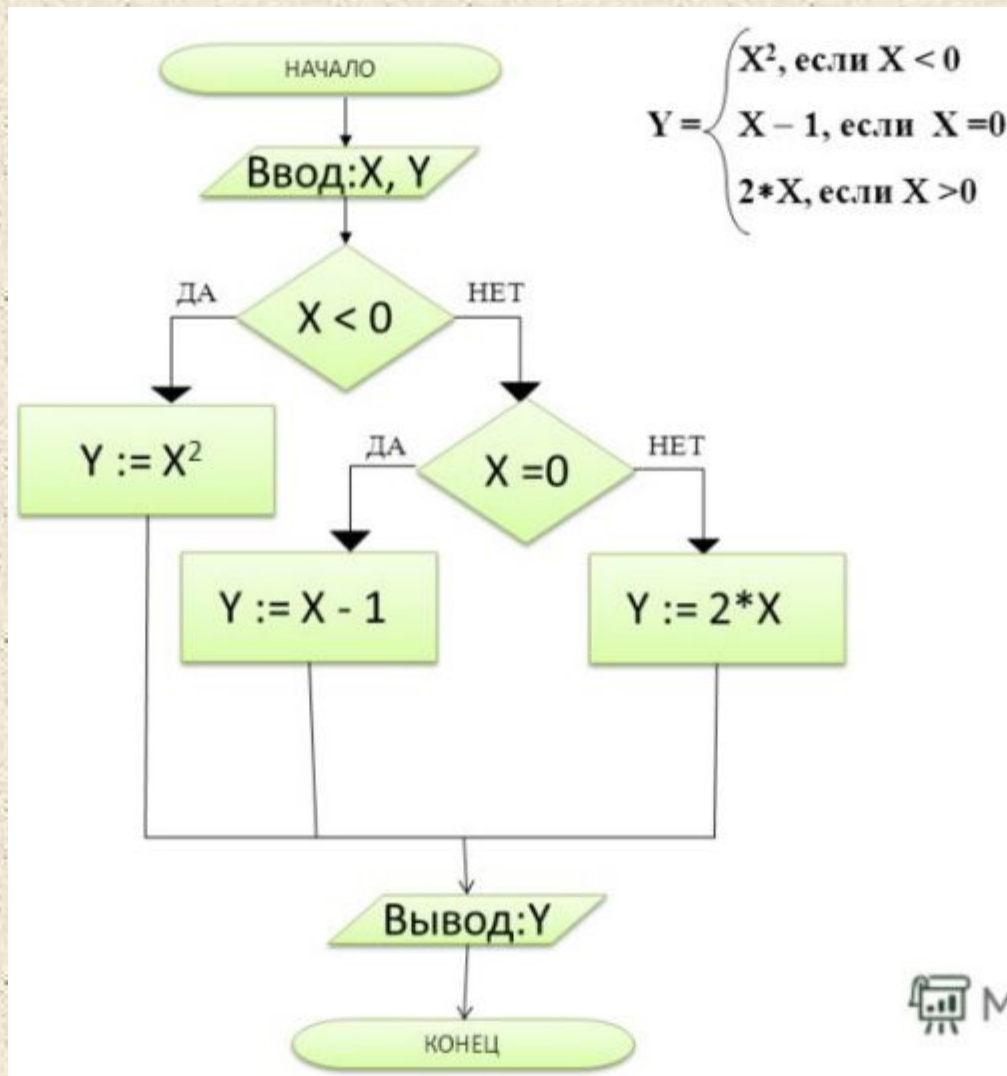 НАЧАЛО
Ввод:X, Y
Y =
X², если X < 0
X – 1, если X =0
2*X, если X >0
X < 0
ДА
НЕТ
Y := X²
X =0
ДА
НЕТ
Y := X - 1
Y := 2*X
Вывод:Y
КОНЕЦ